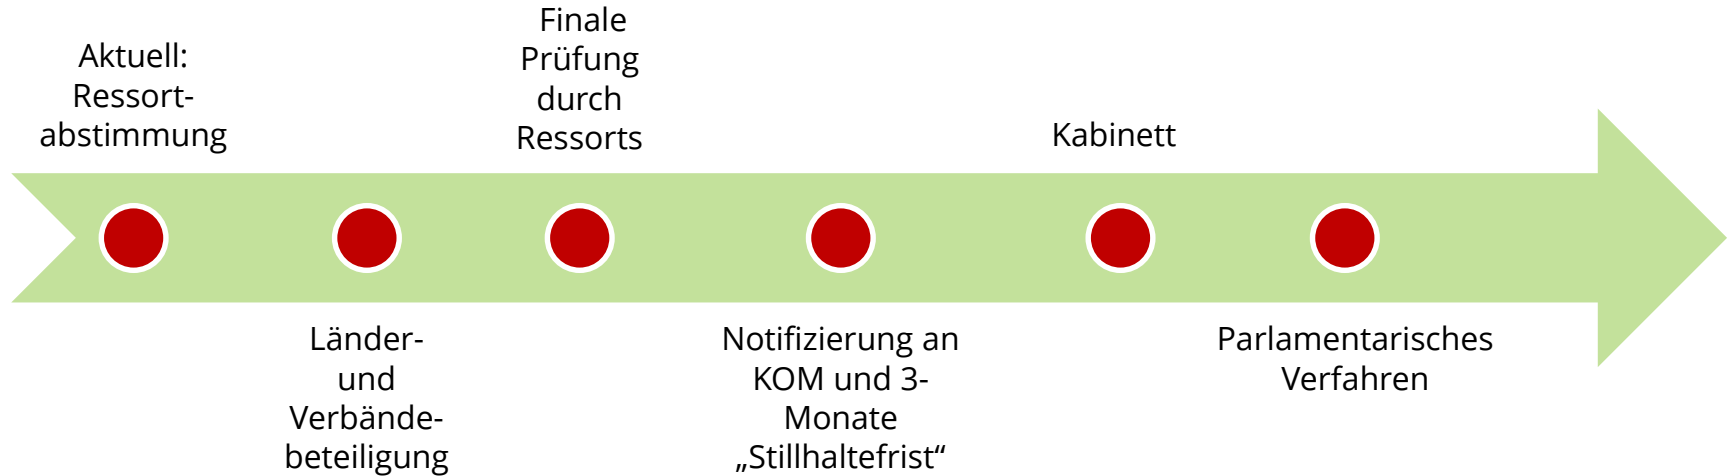 Aktuell:
Ressort-
abstimmung
Länder-
und
Verbände-
beteiligung
Finale
Prüfung
durch
Ressorts
Notifizierung an
KOM und 3-
Monate
„Stillhaltefrist“
Kabinett
Parlamentarisches
Verfahren